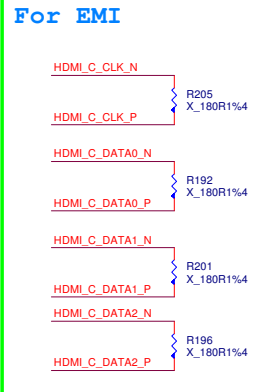 For EMI
HDMI_C_CLK_N
R205
X_180R1%4
HDMI_C_CLK_P
HDMI_C_DATA0_N
R192
X_180R1%4
HDMI_C_DATA0_P
HDMI_C_DATA1_N
R201
X_180R1%4
HDMI_C_DATA1_P
HDMI_C_DATA2_N
R196
X_180R1%4
HDMI_C_DATA2_P